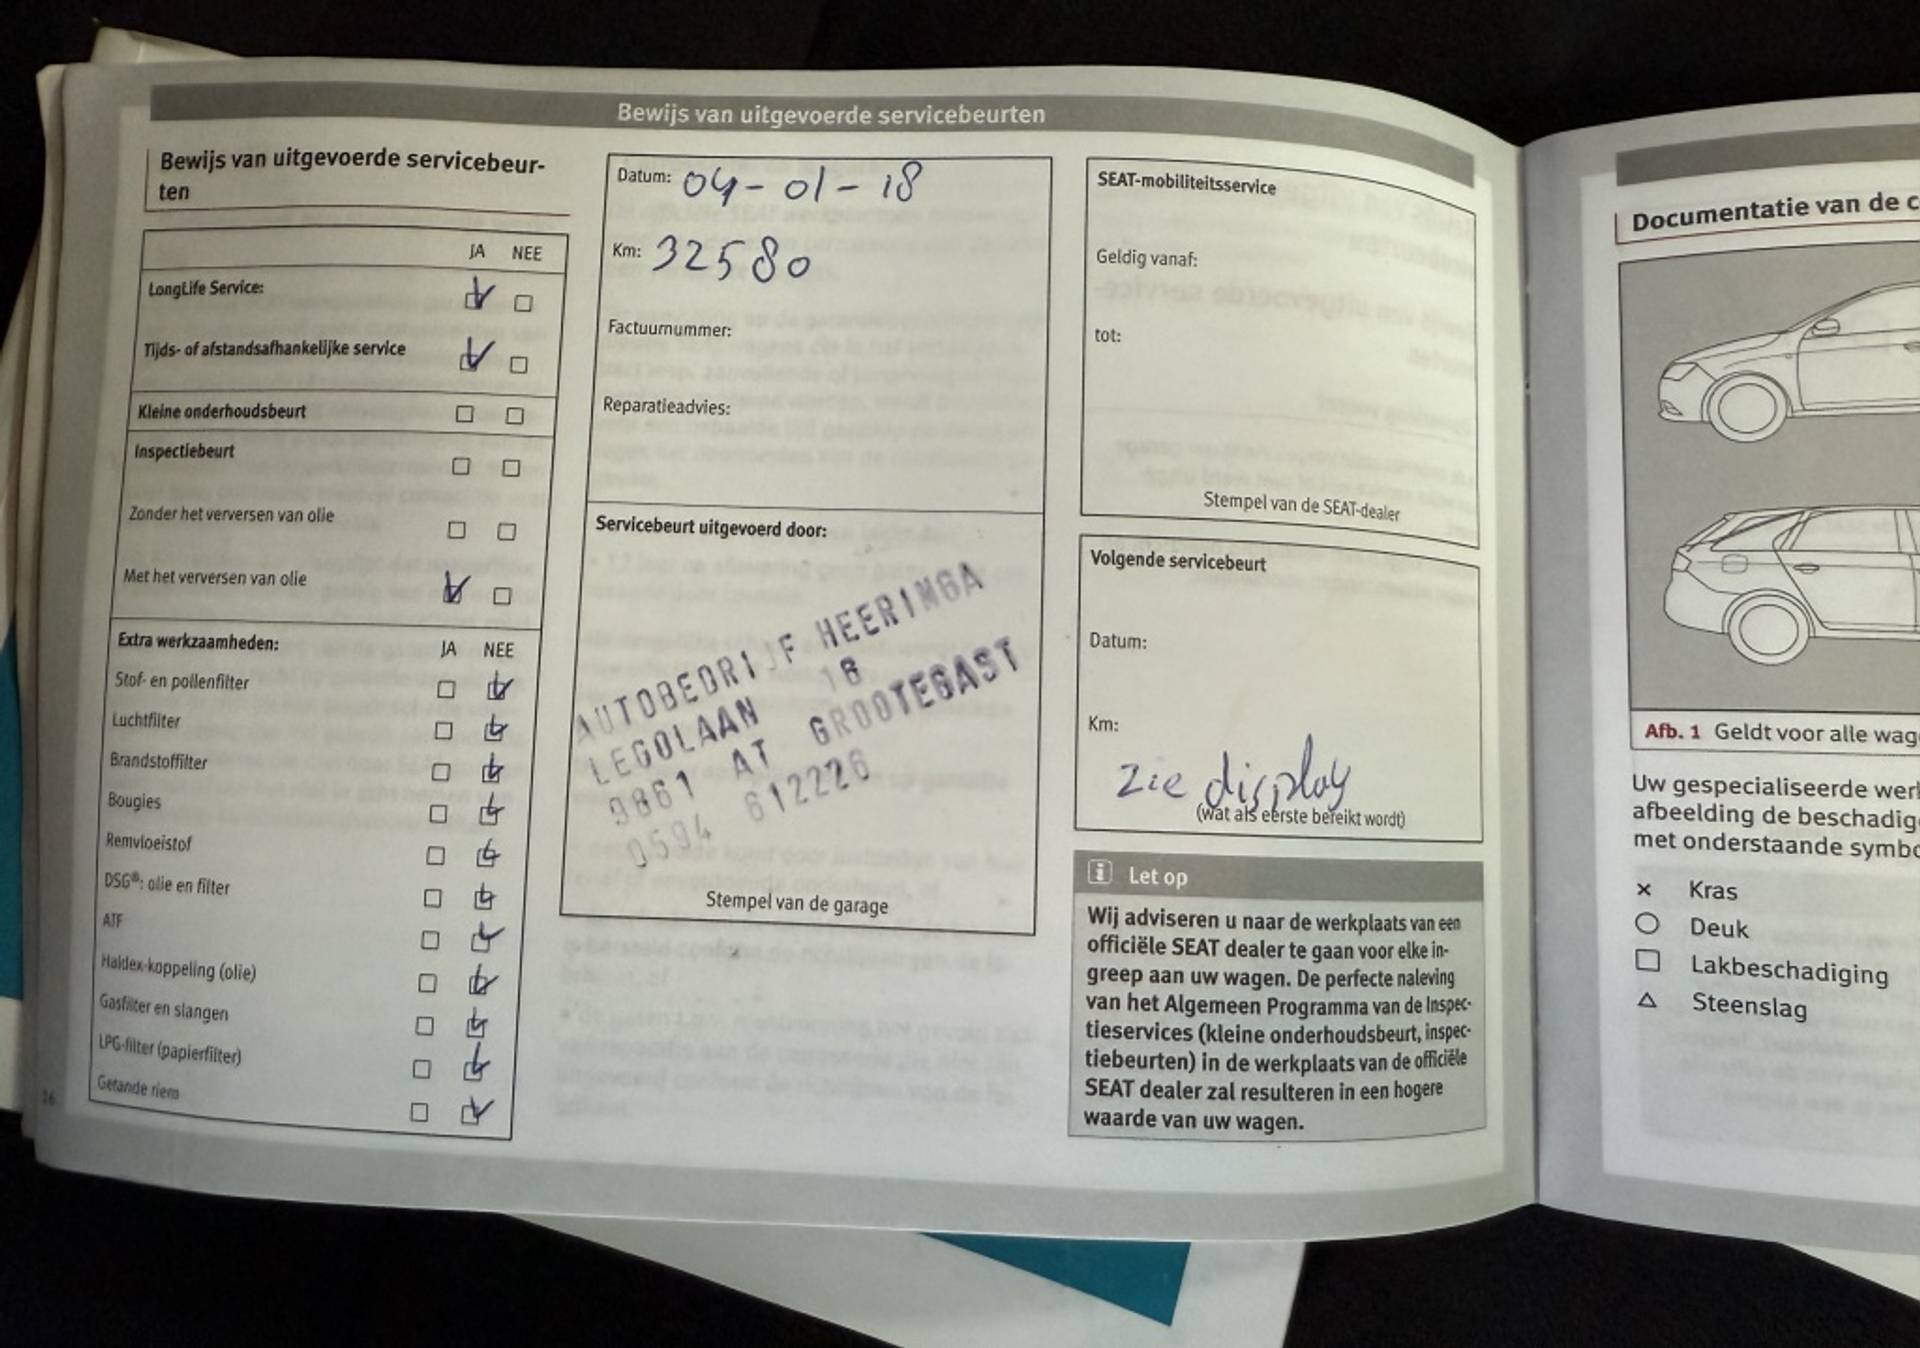 Bewijs van uitgevoerde servicebeurten
Bewijs van uitgevoerde servicebeur-
ten
JA NEE
LongLife Service:
Tijds- of afstandsafhankelijke service
Kleine onderhoudsbeurt
Inspectiebeurt
Zonder het verversen van olie
Met het verversen van olie
Extra werkzaamheden: JA NEE
Stof- en pollenfilter
Luchtfilter
Brandstoffilter
Bougies
Remvloeistof
DSG®: olie en filter
ATF
Haldex-koppeling (olie)
Gasfilter en slangen
LPG-filter (papierfilter)
Getande riem
16
Datum: 04-01-18
Km: 32580
Factuurnummer:
Reparatieadvies:
Servicebeurt uitgevoerd door:
AUTOBEDRIJF HEERINGA
LEGOLAAN 18
9861 AT GROOTEGAST
0594 612226
Stempel van de garage
SEAT-mobiliteitsservice
Geldig vanaf:
tot:
Stempel van de SEAT-dealer
Volgende servicebeurt
Datum:
Km:
Zie display
(wat als eerste bereikt wordt)
i Let op
Wij adviseren u naar de werkplaats van een
officiële SEAT dealer te gaan voor elke in-
greep aan uw wagen. De perfecte naleving
van het Algemeen Programma van de Inspec-
tieservices (kleine onderhoudsbeurt, inspec-
tiebeurten) in de werkplaats van de officiële
SEAT dealer zal resulteren in een hogere
waarde van uw wagen.
Documentatie van de c
Afb. 1 Geldt voor alle wag
Uw gespecialiseerde werk
afbeelding de beschadig
met onderstaande symbo
× Kras
○ Deuk
□ Lakbeschadiging
△ Steenslag